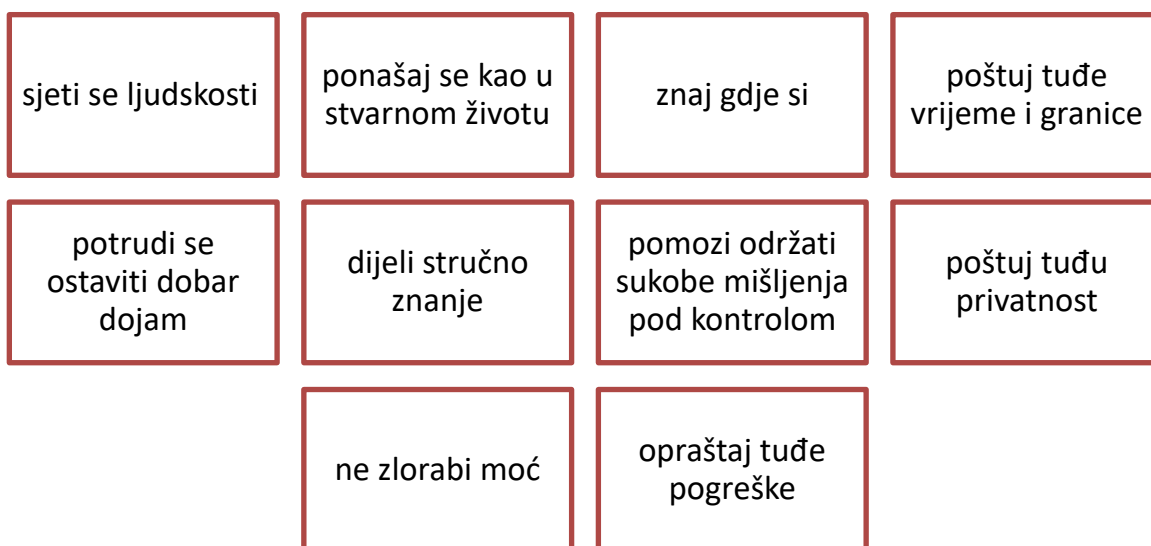 sjeti se ljudskosti
ponašaj se kao u
stvarnom životu
znaj gdje si
poštuj tuđe
vrijeme i granice
potrudi se
ostaviti dobar
dojam
dijeli stručno
znanje
pomozi održati
sukobe mišljenja
pod kontrolom
poštuj tuđu
privatnost
ne zlorabi moć
opraštaj tuđe
pogreške